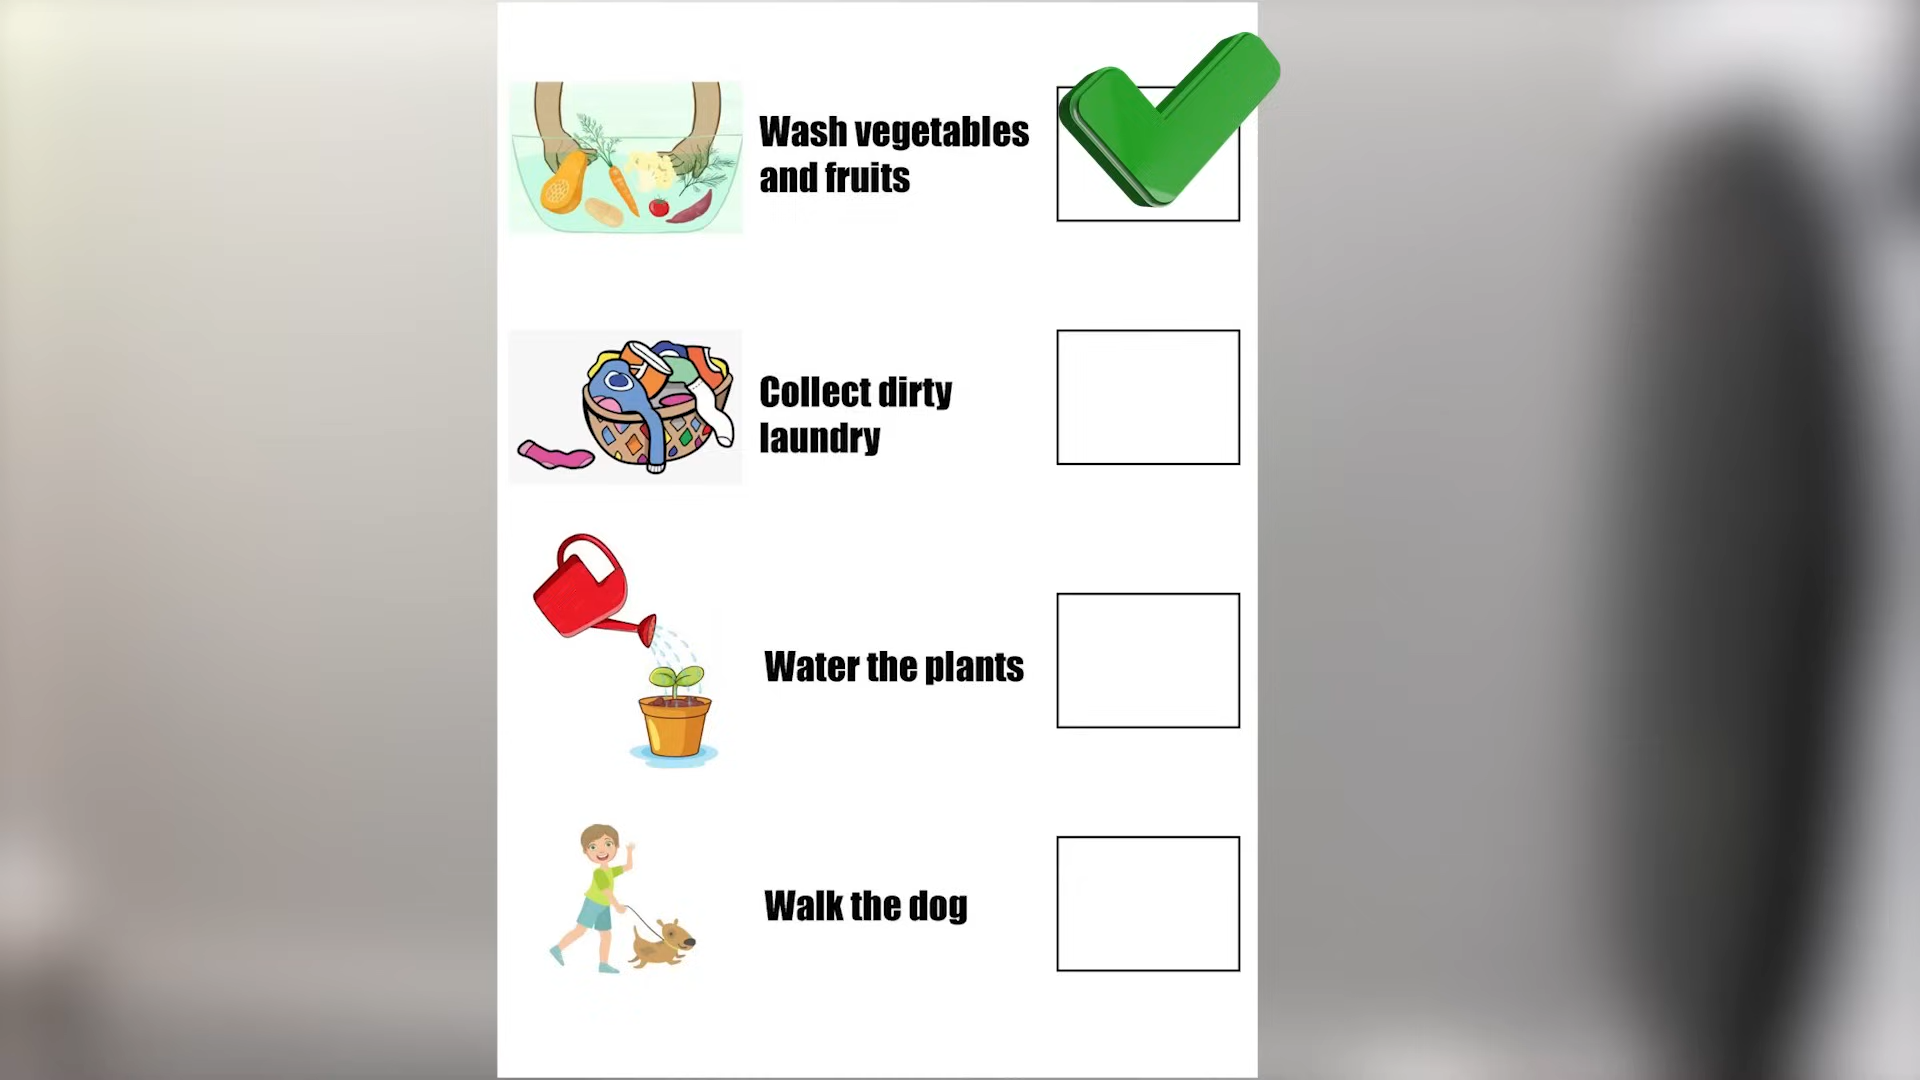 Wash vegetables
and fruits
Collect dirty
laundry
Water the plants
Walk the dog